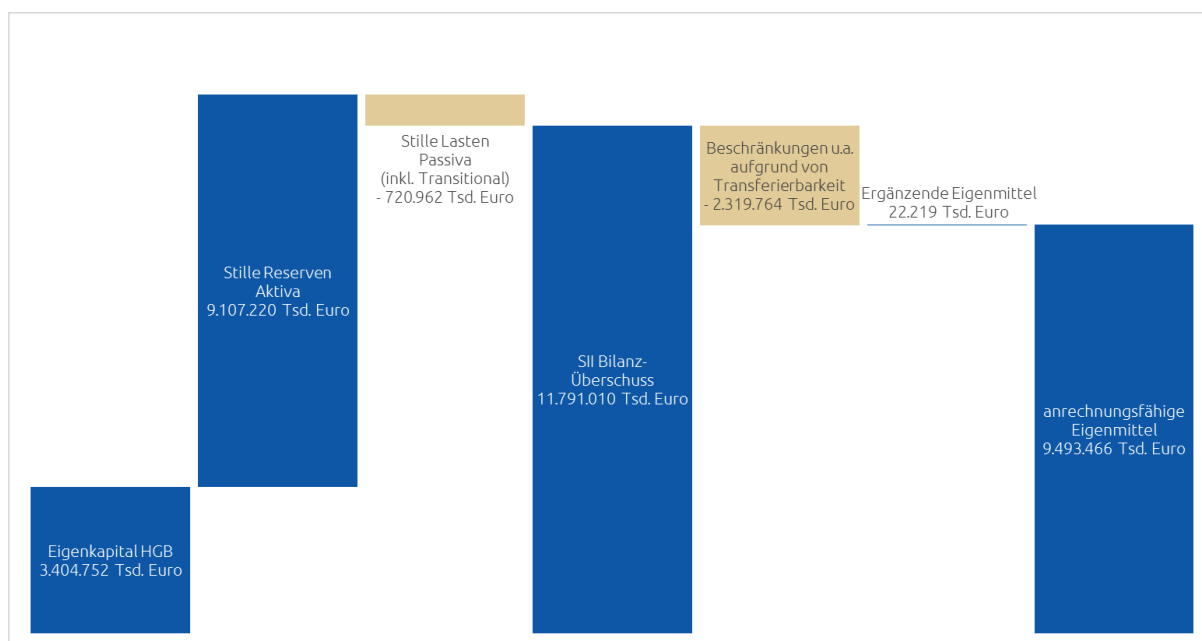 Eigenkapital HGB
3.404.752 Tsd. Euro
Stille Reserven
Aktiva
9.107.220 Tsd. Euro
Stille Lasten
Passiva
(inkl. Transitional)
- 720.962 Tsd. Euro
SII Bilanz-
Überschuss
11.791.010 Tsd. Euro
Beschränkungen u.a.
aufgrund von
Transferierbarkeit
- 2.319.764 Tsd. Euro
Ergänzende Eigenmittel
22.219 Tsd. Euro
anrechnungsfähige
Eigenmittel
9.493.466 Tsd. Euro